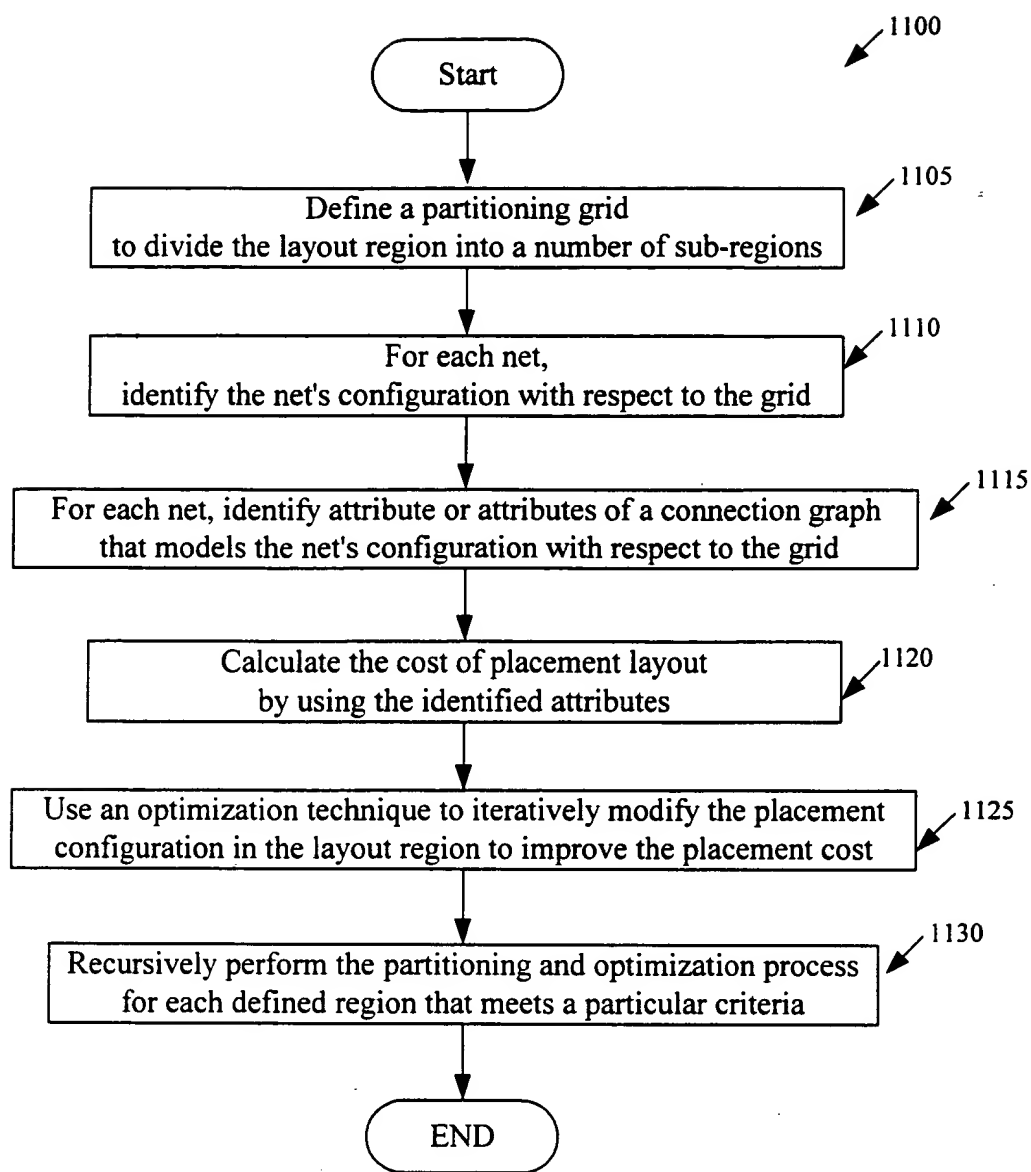 1100
Start
1105
Define a partitioning grid
to divide the layout region into a number of sub-regions
1110
For each net,
identify the net's configuration with respect to the grid
1115
For each net, identify attribute or attributes of a connection graph
that models the net's configuration with respect to the grid
1120
Calculate the cost of placement layout
by using the identified attributes
1125
Use an optimization technique to iteratively modify the placement
configuration in the layout region to improve the placement cost
1130
Recursively perform the partitioning and optimization process
for each defined region that meets a particular criteria
END